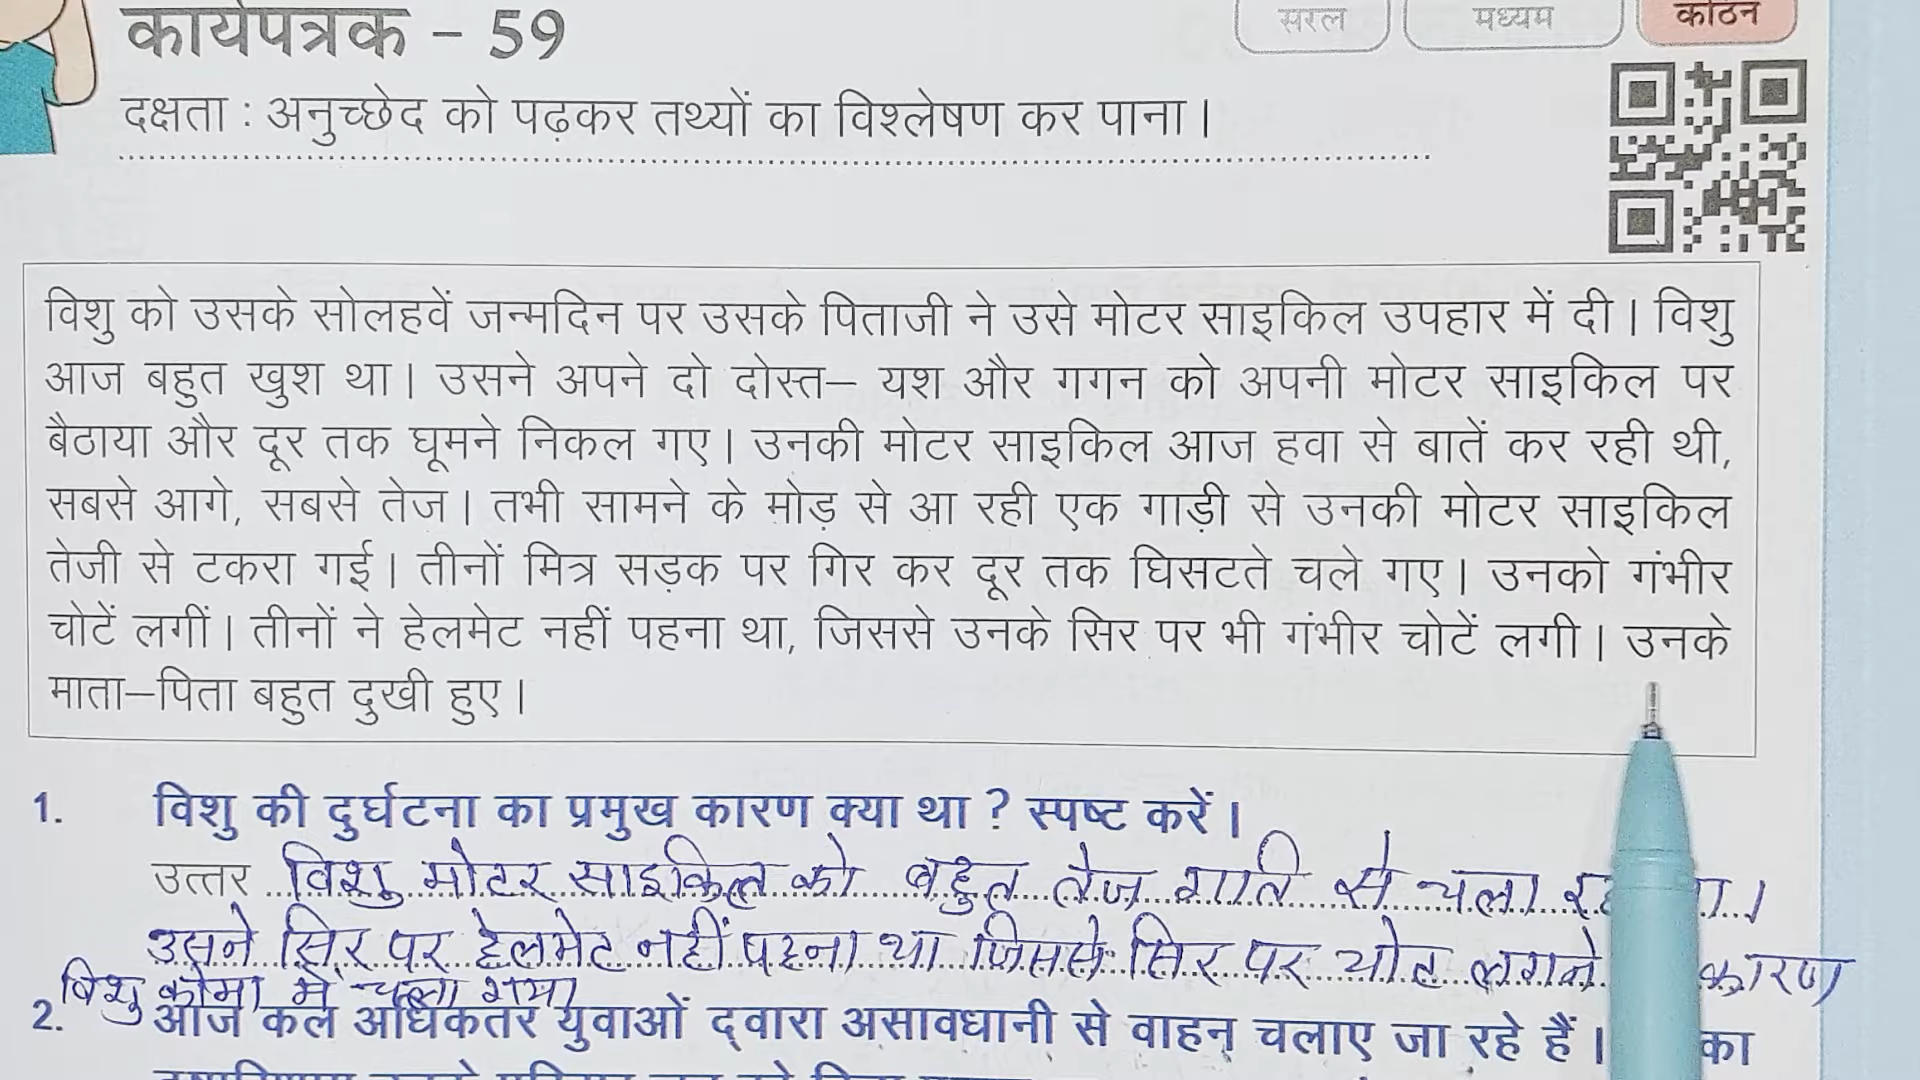 कार्यपत्रक - 59
सरल
मध्यम
कठिन
दक्षता : अनुच्छेद को पढ़कर तथ्यों का विश्लेषण कर पाना।
विशु को उसके सोलहवें जन्मदिन पर उसके पिताजी ने उसे मोटर साइकिल उपहार में दी। विशु
आज बहुत खुश था। उसने अपने दो दोस्त– यश और गगन को अपनी मोटर साइकिल पर
बैठाया और दूर तक घूमने निकल गए। उनकी मोटर साइकिल आज हवा से बातें कर रही थी,
सबसे आगे, सबसे तेज। तभी सामने के मोड़ से आ रही एक गाड़ी से उनकी मोटर साइकिल
तेजी से टकरा गई। तीनों मित्र सड़क पर गिर कर दूर तक घिसटते चले गए। उनको गंभीर
चोटें लगीं। तीनों ने हेलमेट नहीं पहना था, जिससे उनके सिर पर भी गंभीर चोटें लगी। उनके
माता–पिता बहुत दुखी हुए।
1. विशु की दुर्घटना का प्रमुख कारण क्या था ? स्पष्ट करें।
उत्तर विशु मोटर साइकिल को बहुत तेज गति से चला
उसने सिर पर हेलमेट नहीं पहना था जिससे सिर पर चोट लगने कारण
विशु कोमा में चला गया
2. आज कल अधिकतर युवाओं द्वारा असावधानी से वाहन चलाए जा रहे हैं। का